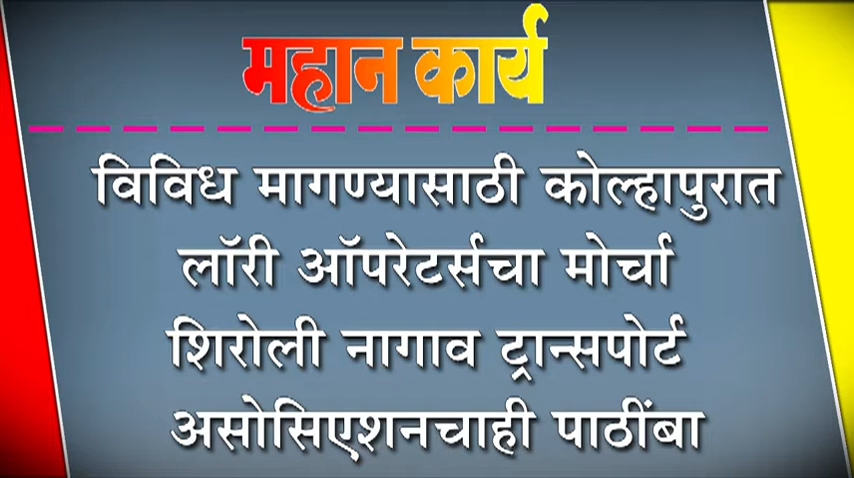 महान कार्य
विविध मागण्यासाठी कोल्हापुरात
लॉरी ऑपरेटर्सचा मोर्चा
शिरोली नागाव ट्रान्सपोर्ट
असोसिएशनचाही पाठींबा